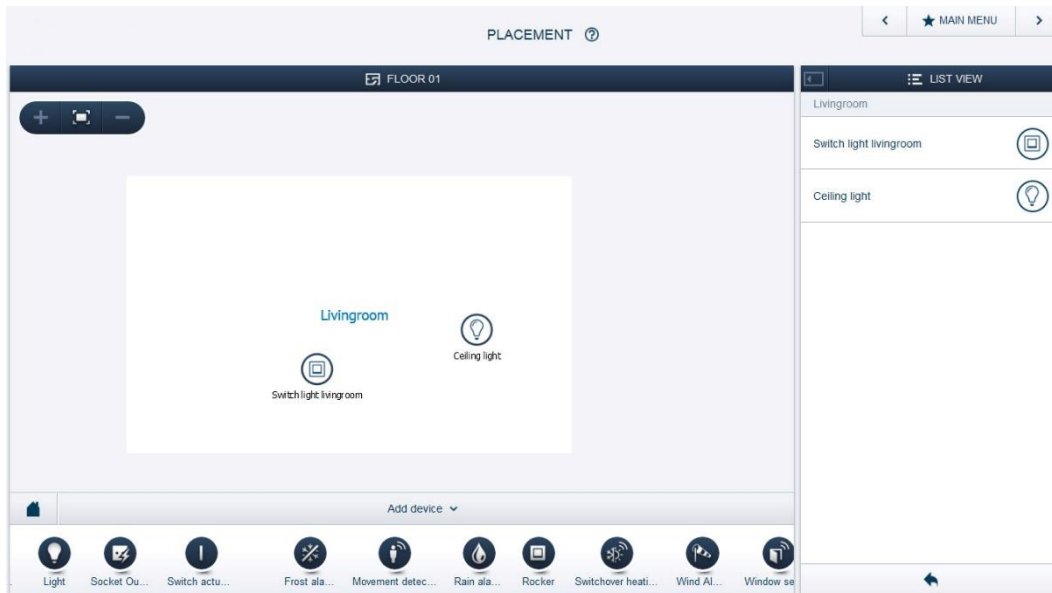 PLACEMENT ?
MAIN MENU
FLOOR 01
LIST VIEW
Livingroom
Switch light livingroom
Ceiling light
Livingroom
Ceiling light
Switch light livingroom
Add device
Light
Socket Ou...
Switch actu...
Frost ala...
Movement detec...
Rain ala...
Rocker
Switchover heati...
Wind Al...
Window se